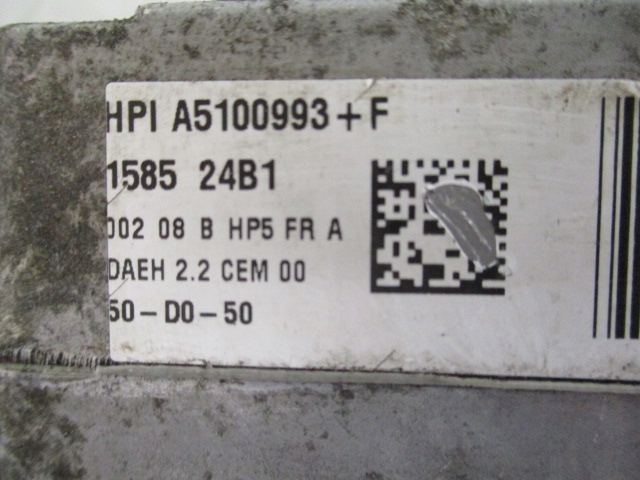 HPI A5100993+F
1585 24B1
002 08 B HP5 FR A
DAEH 2.2 CEM 00
50-D0-50